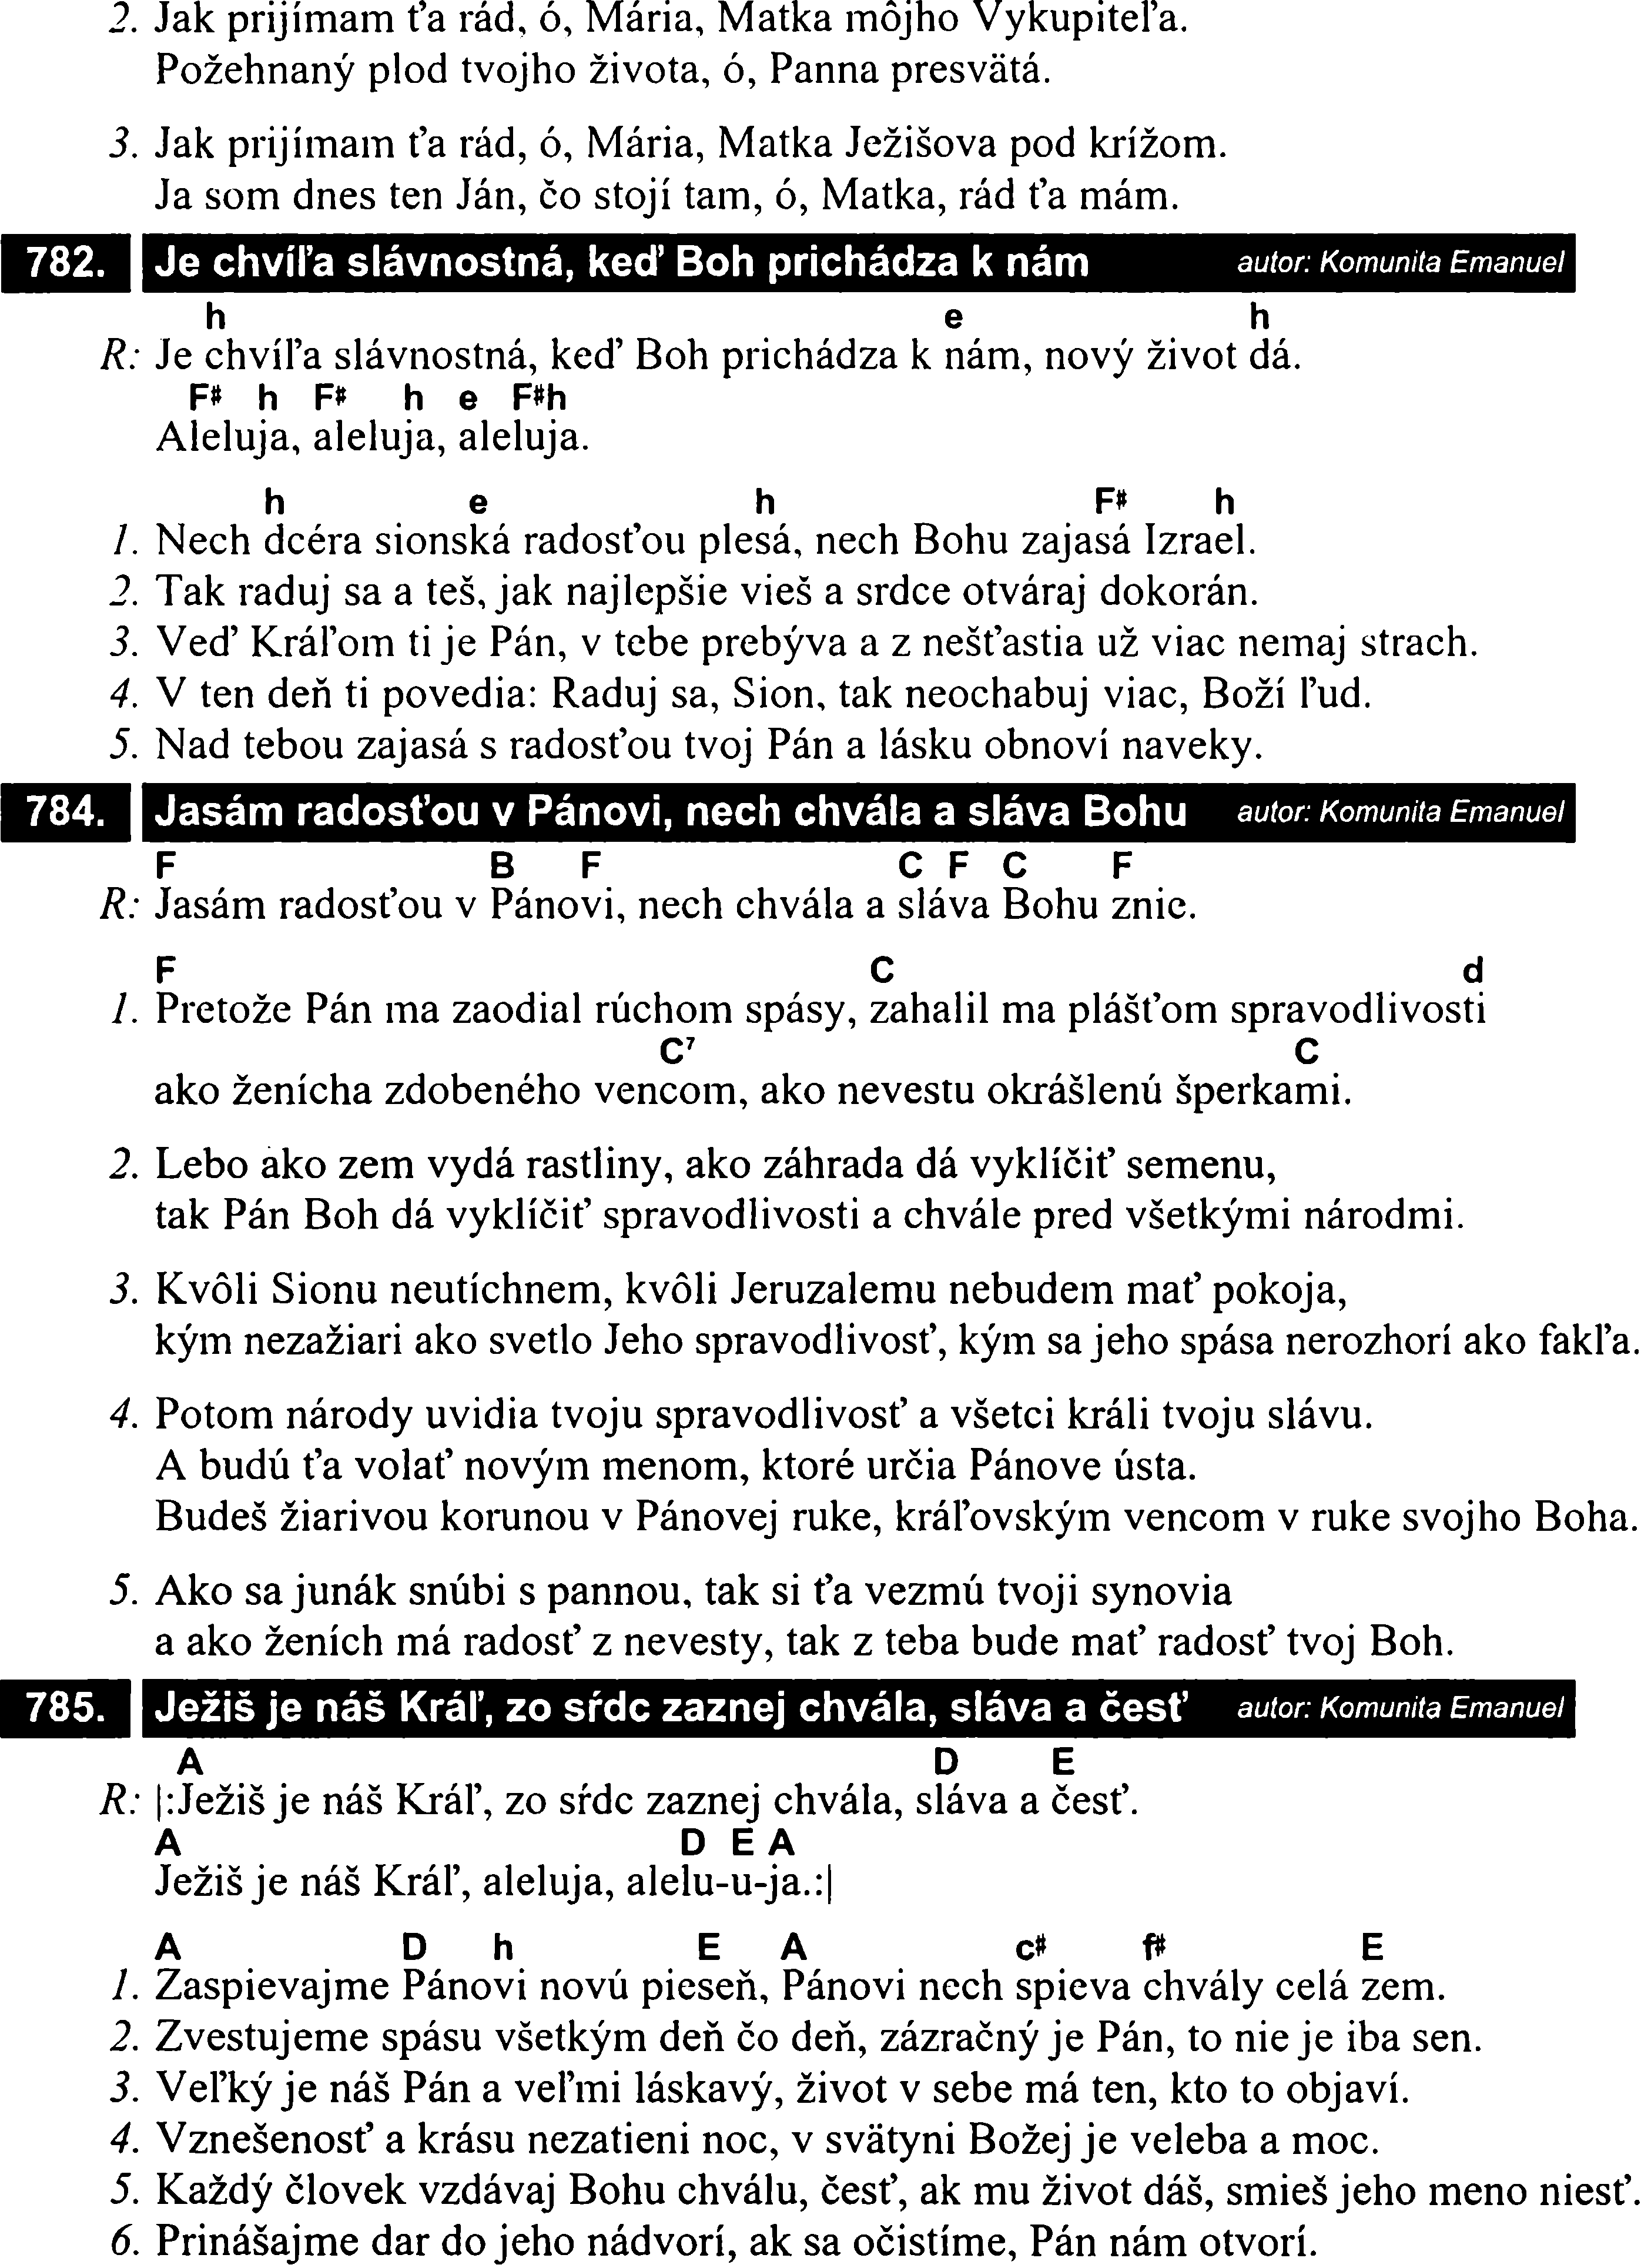 2. Jak prijímam ťa rád, ó, Mária, Matka môjho Vykupiteľa.
Požehnaný plod tvojho života, ó, Panna presvätá.
3. Jak prijímam ťa rád, ó, Mária, Matka Ježišova pod krížom.
Ja som dnes ten Ján, čo stojí tam, ó, Matka, rád ťa mám.
782. Je chvíľa slávnostná, keď Boh prichádza k nám autor: Komunita Emanuel
h e h
R: Je chvíľa slávnostná, keď Boh prichádza k nám, nový život dá.
F# h F# h e F#h
Aleluja, aleluja, aleluja.
h e h F# h
1. Nech dcéra sionská radosťou plesá, nech Bohu zajasá Izrael.
2. Tak raduj sa a teš, jak najlepšie vieš a srdce otváraj dokorán.
3. Veď Kráľom ti je Pán, v tebe prebýva a z nešťastia už viac nemaj strach.
4. V ten deň ti povedia: Raduj sa, Sion, tak neochabuj viac, Boží ľud.
5. Nad tebou zajasá s radosťou tvoj Pán a lásku obnoví naveky.
784. Jasám radosťou v Pánovi, nech chvála a sláva Bohu autor: Komunita Emanuel
F B F C F C F
R: Jasám radosťou v Pánovi, nech chvála a sláva Bohu znie.
F C d
1. Pretože Pán ma zaodial rúchom spásy, zahalil ma plášťom spravodlivosti
C7 C
ako ženícha zdobeného vencom, ako nevestu okrášlenú šperkami.
2. Lebo ako zem vydá rastliny, ako záhrada dá vyklíčiť semenu,
tak Pán Boh dá vyklíčiť spravodlivosti a chvále pred všetkými národmi.
3. Kvôli Sionu neutíchnem, kvôli Jeruzalemu nebudem mať pokoja,
kým nezažiari ako svetlo Jeho spravodlivosť, kým sa jeho spása nerozhorí ako fakľa.
4. Potom národy uvidia tvoju spravodlivosť a všetci králi tvoju slávu.
A budú ťa volať novým menom, ktoré určia Pánove ústa.
Budeš žiarivou korunou v Pánovej ruke, kráľovským vencom v ruke svojho Boha.
5. Ako sa junák snúbi s pannou, tak si ťa vezmú tvoji synovia
a ako ženích má radosť z nevesty, tak z teba bude mať radosť tvoj Boh.
785. Ježiš je náš Kráľ, zo sŕdc zaznej chvála, sláva a česť autor: Komunita Emanuel
A D E
R: |:Ježiš je náš Kráľ, zo sŕdc zaznej chvála, sláva a česť.
A D E A
Ježiš je náš Kráľ, aleluja, alelu-u-ja.:|
A D h E A c# f# E
1. Zaspievajme Pánovi novú pieseň, Pánovi nech spieva chvály celá zem.
2. Zvestujeme spásu všetkým deň čo deň, zázračný je Pán, to nie je iba sen.
3. Veľký je náš Pán a veľmi láskavý, život v sebe má ten, kto to objaví.
4. Vznešenosť a krásu nezatieni noc, v svätyni Božej je veleba a moc.
5. Každý človek vzdávaj Bohu chválu, česť, ak mu život dáš, smieš jeho meno niesť.
6. Prinášajme dar do jeho nádvorí, ak sa očistíme, Pán nám otvorí.